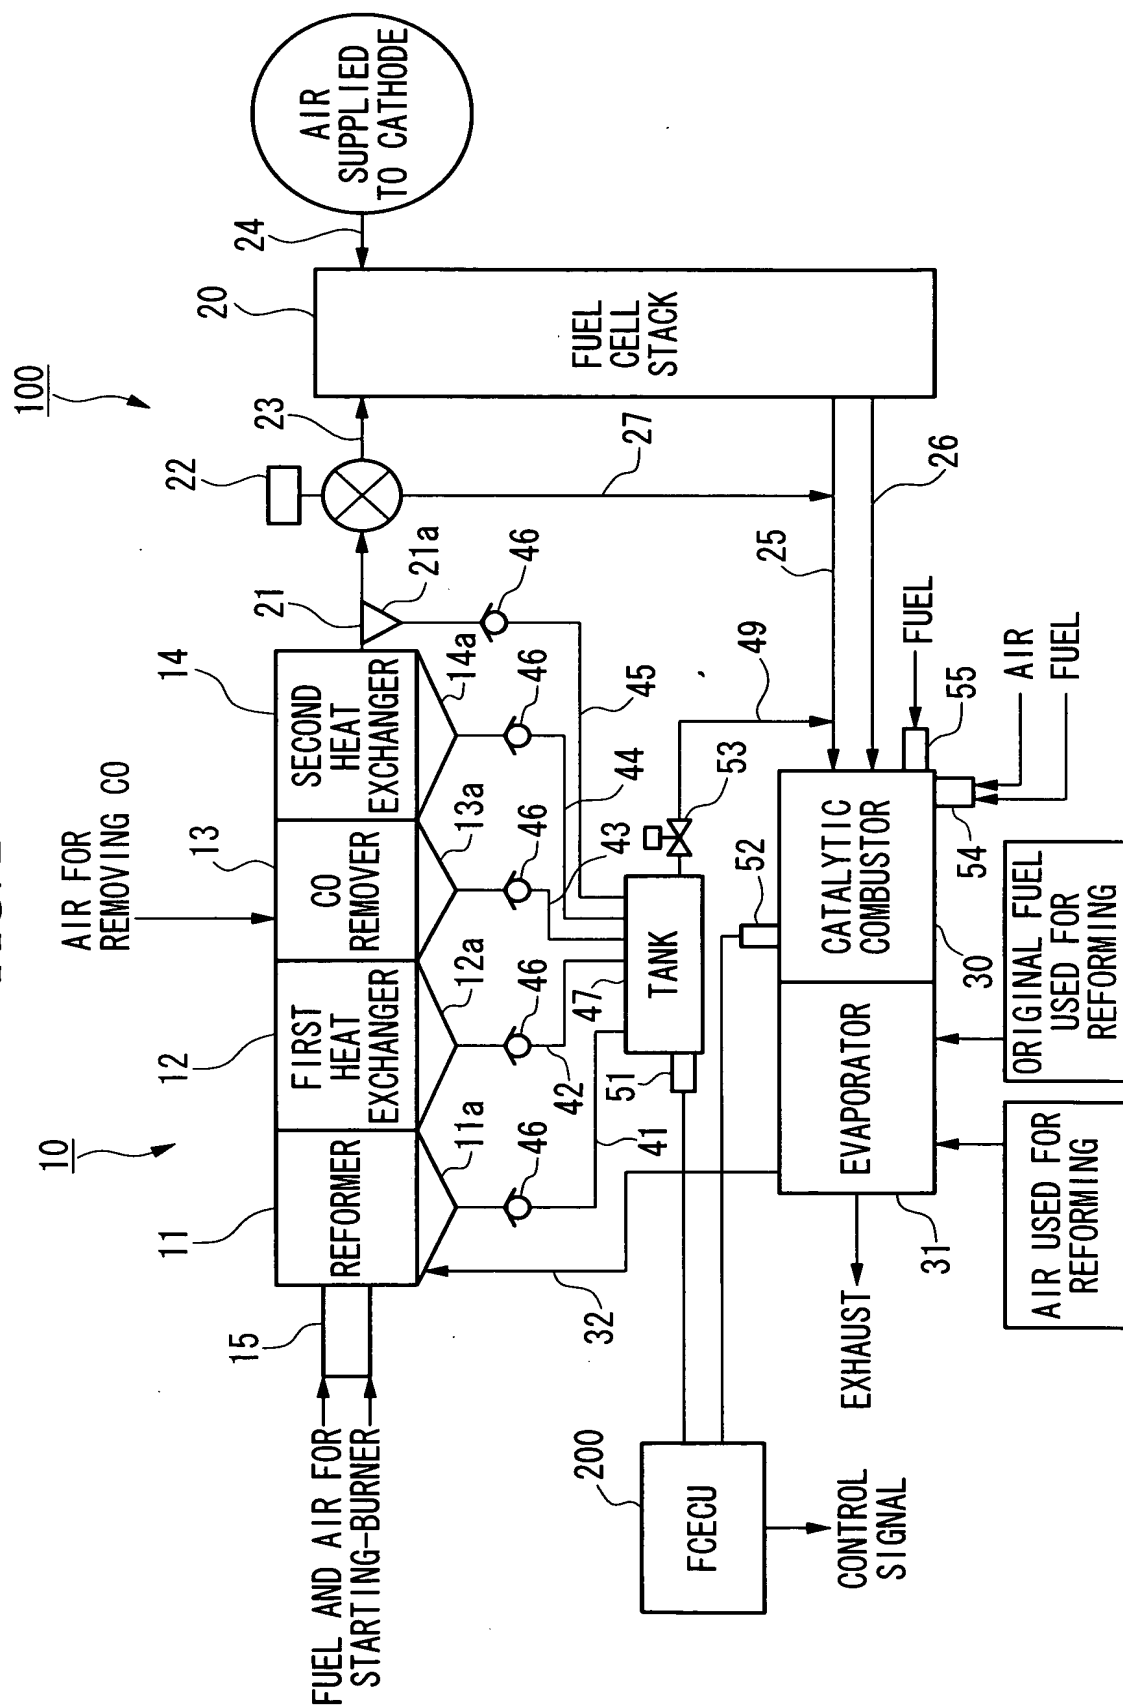 100
10
AIR FOR
REMOVING CO
11
12
13
14
15
FUEL AND AIR FOR
STARTING-BURNER
REFORMER
FIRST
HEAT
EXCHANGER
CO
REMOVER
SECOND
HEAT
EXCHANGER
11a
12a
13a
14a
21
21a
22
23
20
24
AIR
SUPPLIED
TO CATHODE
FUEL
CELL
STACK
46
46
46
46
46
41
42
43
44
45
47
TANK
51
53
49
27
25
26
32
52
200
FCECU
CONTROL
SIGNAL
EXHAUST
EVAPORATOR
31
CATALYTIC
COMBUSTOR
30
54
55
FUEL
AIR
FUEL
AIR USED FOR
REFORMING
ORIGINAL FUEL
USED FOR
REFORMING